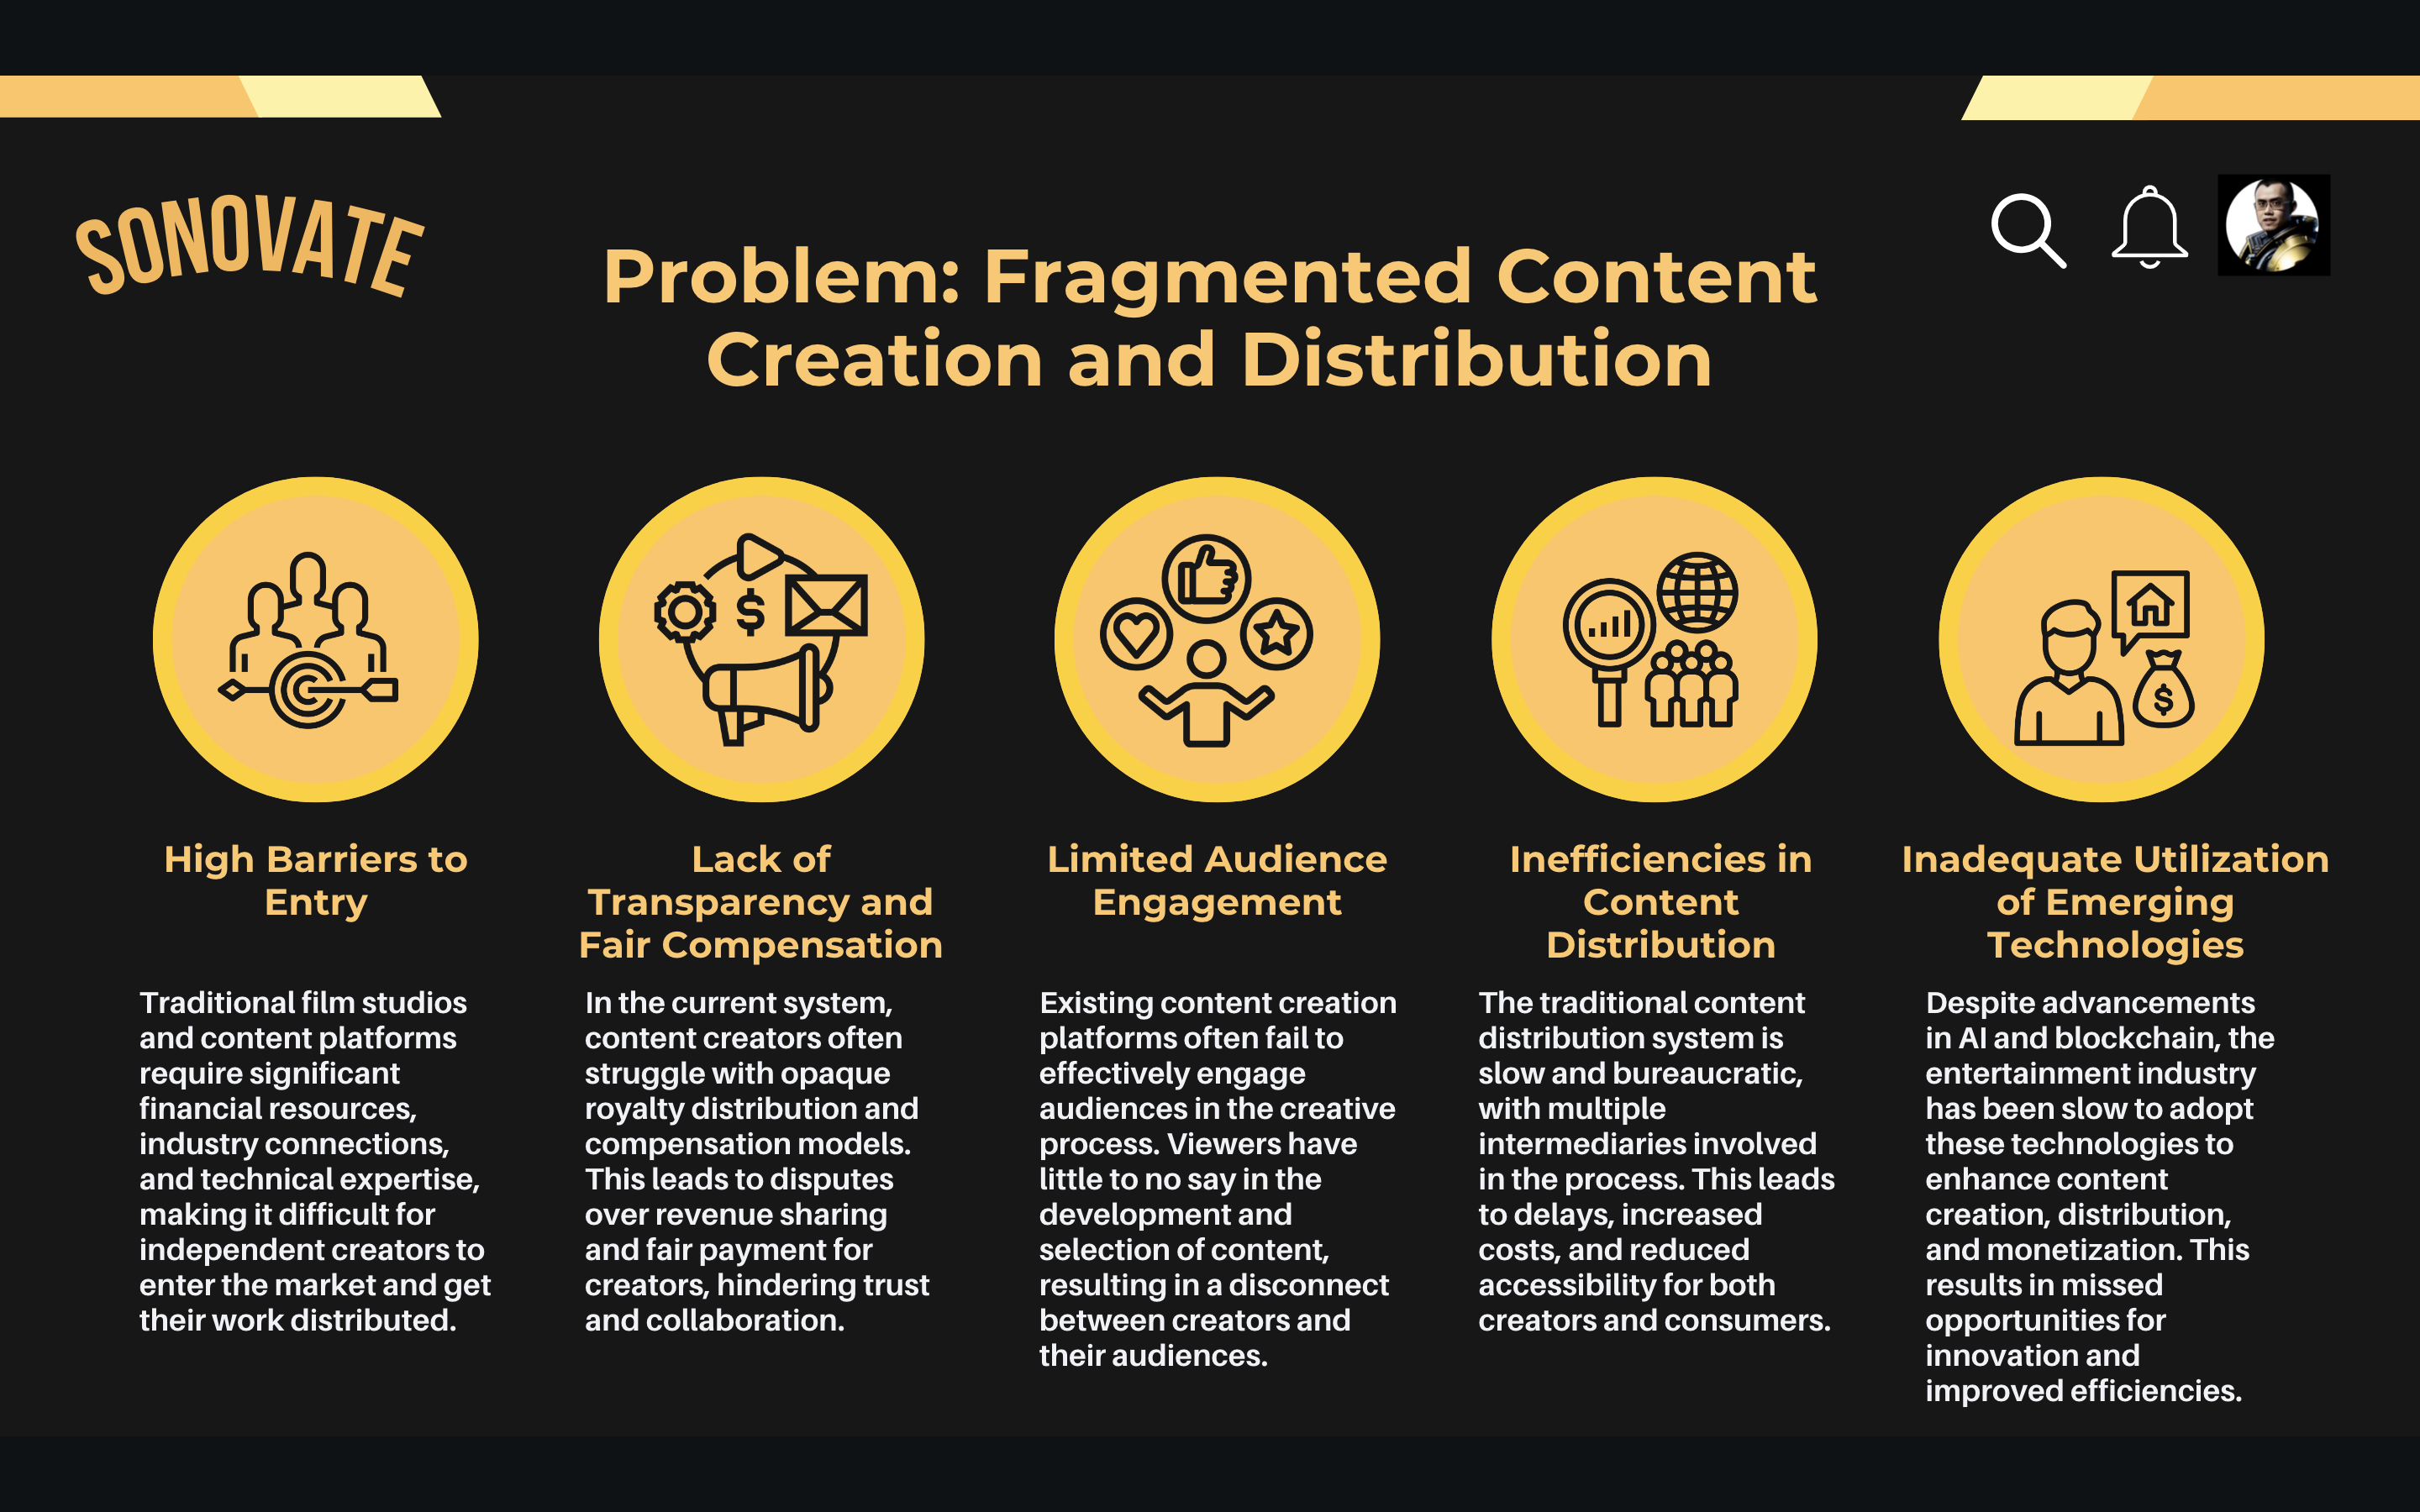 SONOVATE
Problem: Fragmented Content
Creation and Distribution
$
$
High Barriers to
Entry
Traditional film studios
and content platforms
require significant
financial resources,
industry connections,
and technical expertise,
making it difficult for
independent creators to
enter the market and get
their work distributed.
Lack of
Transparency and
Fair Compensation
In the current system,
content creators often
struggle with opaque
royalty distribution and
compensation models.
This leads to disputes
over revenue sharing
and fair payment for
creators, hindering trust
and collaboration.
Limited Audience
Engagement
Existing content creation
platforms often fail to
effectively engage
audiences in the creative
process. Viewers have
little to no say in the
development and
selection of content,
resulting in a disconnect
between creators and
their audiences.
Inefficiencies in
Content
Distribution
The traditional content
distribution system is
slow and bureaucratic,
with multiple
intermediaries involved
in the process. This leads
to delays, increased
costs, and reduced
accessibility for both
creators and consumers.
Inadequate Utilization
of Emerging
Technologies
Despite advancements
in AI and blockchain, the
entertainment industry
has been slow to adopt
these technologies to
enhance content
creation, distribution,
and monetization. This
results in missed
opportunities for
innovation and
improved efficiencies.